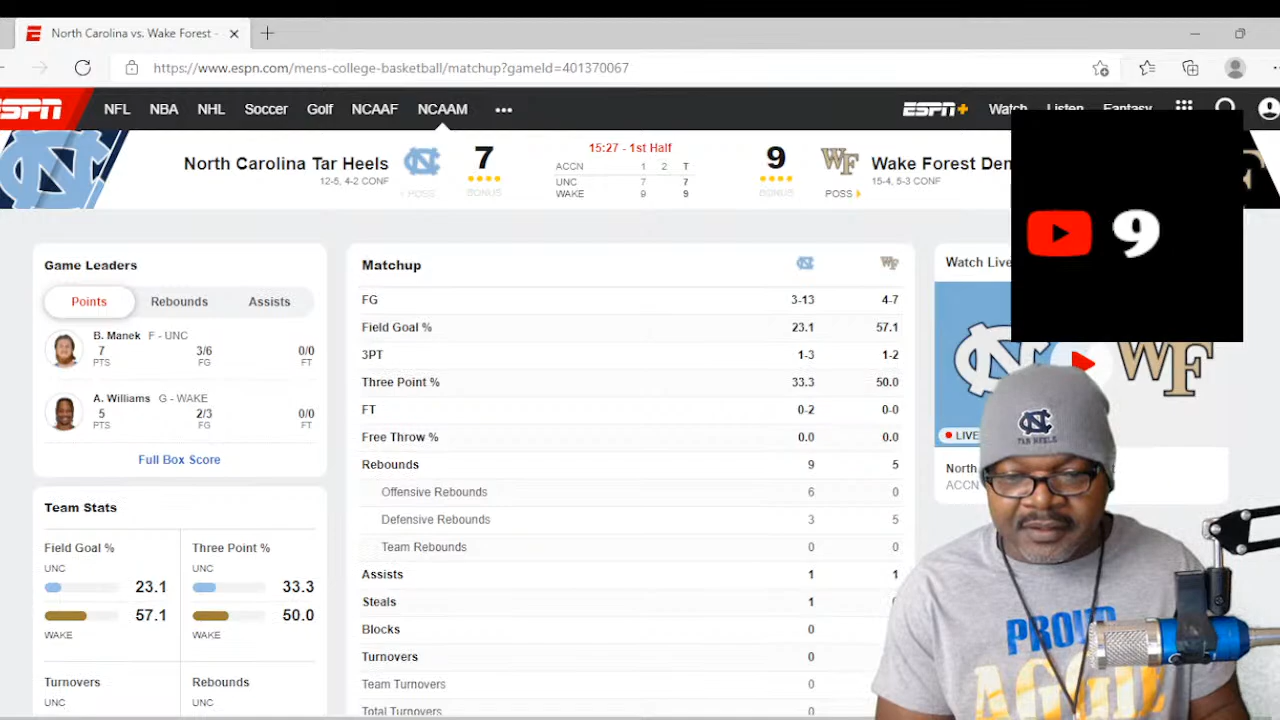 North Carolina vs. Wake Forest -
https://www.espn.com/mens-college-basketball/matchup?gameId=401370067
ESPN NFL NBA NHL Soccer Golf NCAAF NCAAM ••• ESPN+ Watch Listen Fantasy
North Carolina Tar Heels
12-5, 4-2 CONF
POSS
7
BONUS
15:27 - 1st Half
ACCN 1 2 T
UNC 7 7
WAKE 9 9
9
BONUS
WF
POSS
Wake Forest
15-4, 5-3 CONF
9
Game Leaders
Points Rebounds Assists
B. Manek F - UNC
7 3/6 0/0
PTS FG FT
A. Williams G - WAKE
5 2/3 0/0
PTS FG FT
Full Box Score
Team Stats
Field Goal % Three Point %
UNC UNC
23.1 33.3
57.1 50.0
WAKE WAKE
Turnovers Rebounds
UNC UNC
Matchup
FG 3-13 4-7
Field Goal % 23.1 57.1
3PT 1-3 1-2
Three Point % 33.3 50.0
FT 0-2 0-0
Free Throw % 0.0 0.0
Rebounds 9 5
Offensive Rebounds 6 0
Defensive Rebounds 3 5
Team Rebounds 0 0
Assists 1 1
Steals 1
Blocks 0
Turnovers 0
Team Turnovers 0
Total Turnovers 0
Watch Live
WF
LIVE
North
ACCN
NC
TAR HEELS
PROUD
AGGIE